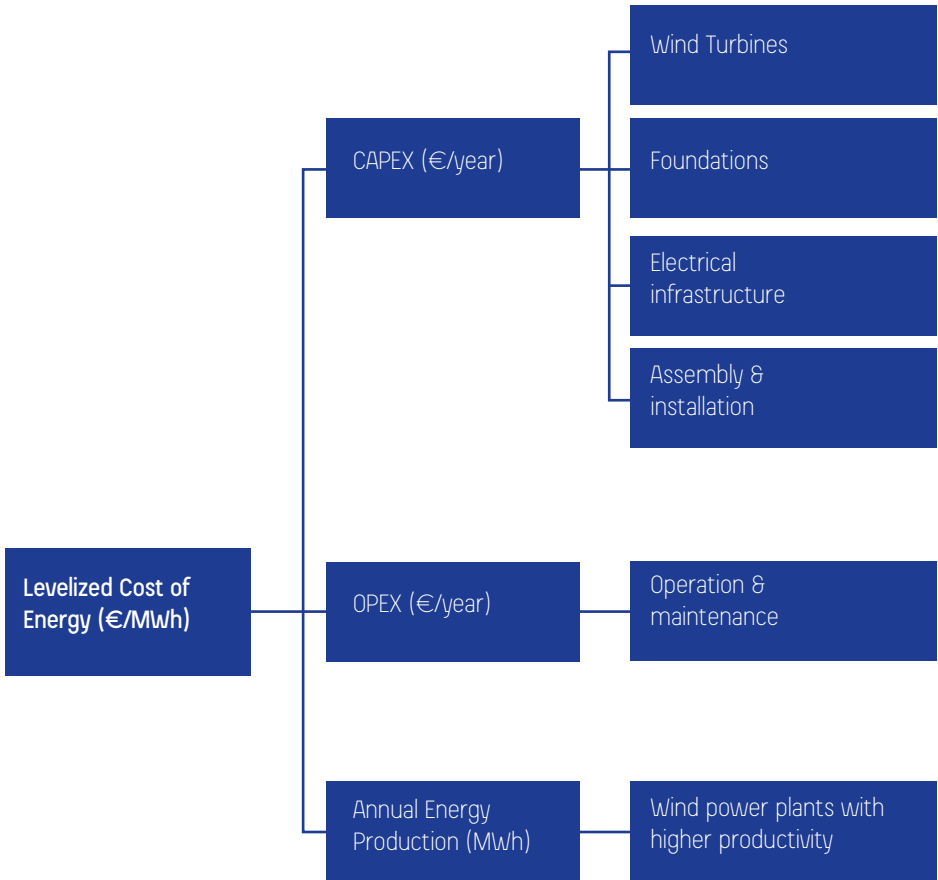 Wind Turbines
CAPEX (€/year)
Foundations
Electrical
infrastructure
Assembly &
installation
Levelized Cost of
Energy (€/MWh)
OPEX (€/year)
Operation &
maintenance
Annual Energy
Production (MWh)
Wind power plants with
higher productivity